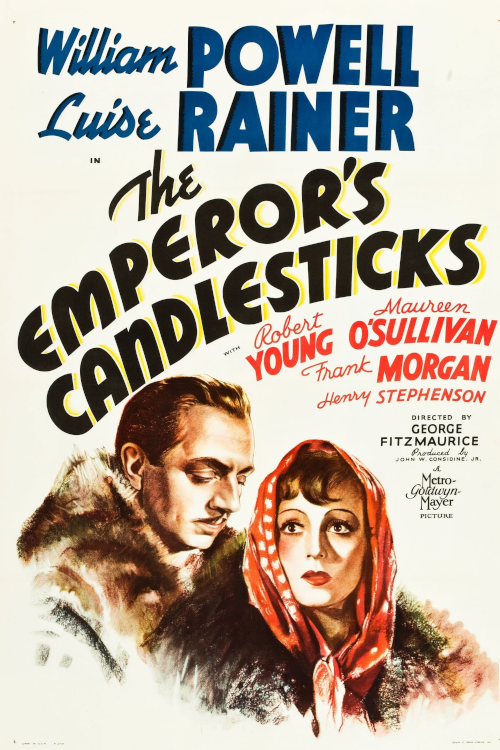 William POWELL
Luise RAINER
IN
The
EMPEROR'S
CANDLESTICKS
WITH Robert YOUNG
Maureen O'SULLIVAN
Frank MORGAN
Henry STEPHENSON
DIRECTED BY
GEORGE
FITZMAURICE
Produced by
JOHN W. CONSIDINE, JR.
A
Metro-
Goldwyn-
Mayer
PICTURE